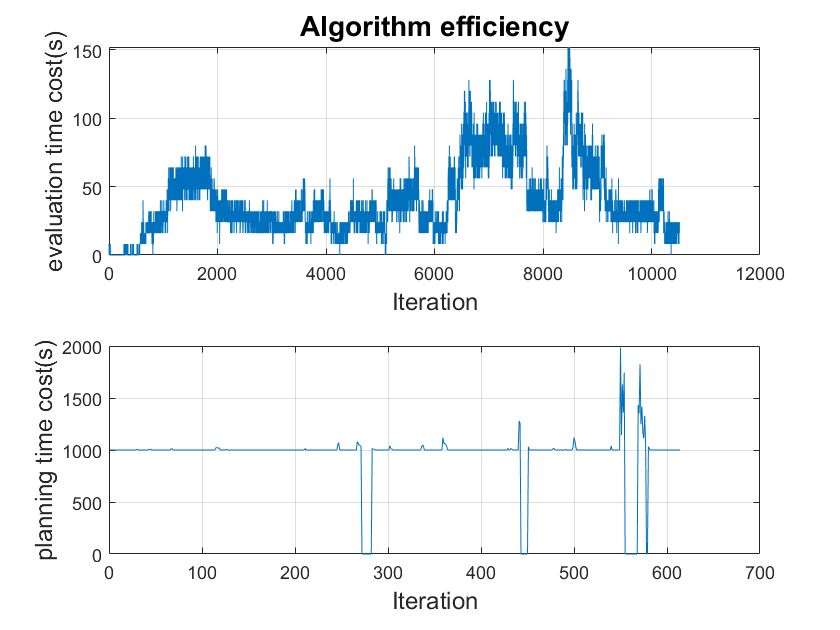 Algorithm efficiency
evaluation time cost(s)
150
100
50
0
0 2000 4000 6000 8000 10000 12000
Iteration
planning time cost(s)
2000
1500
1000
500
0
0 100 200 300 400 500 600 700
Iteration